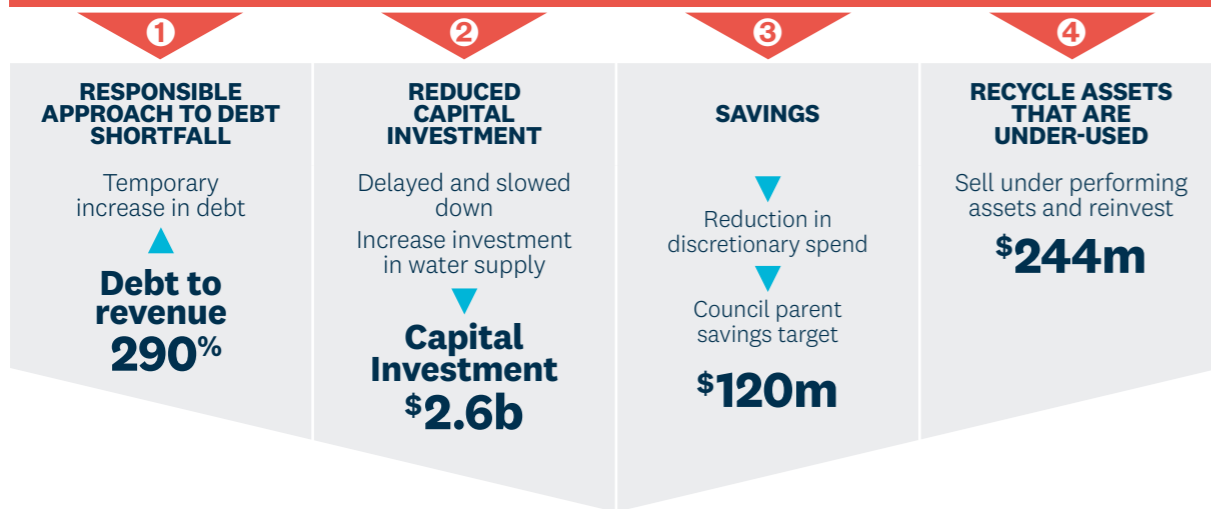 1
RESPONSIBLE
APPROACH TO DEBT
SHORTFALL
Temporary
increase in debt
Debt to
revenue
290%
2
REDUCED
CAPITAL
INVESTMENT
Delayed and slowed
down
Increase investment
in water supply
Capital
Investment
$2.6b
3
SAVINGS
Reduction in
discretionary spend
Council parent
savings target
$120m
4
RECYCLE ASSETS
THAT ARE
UNDER-USED
Sell under performing
assets and reinvest
$244m